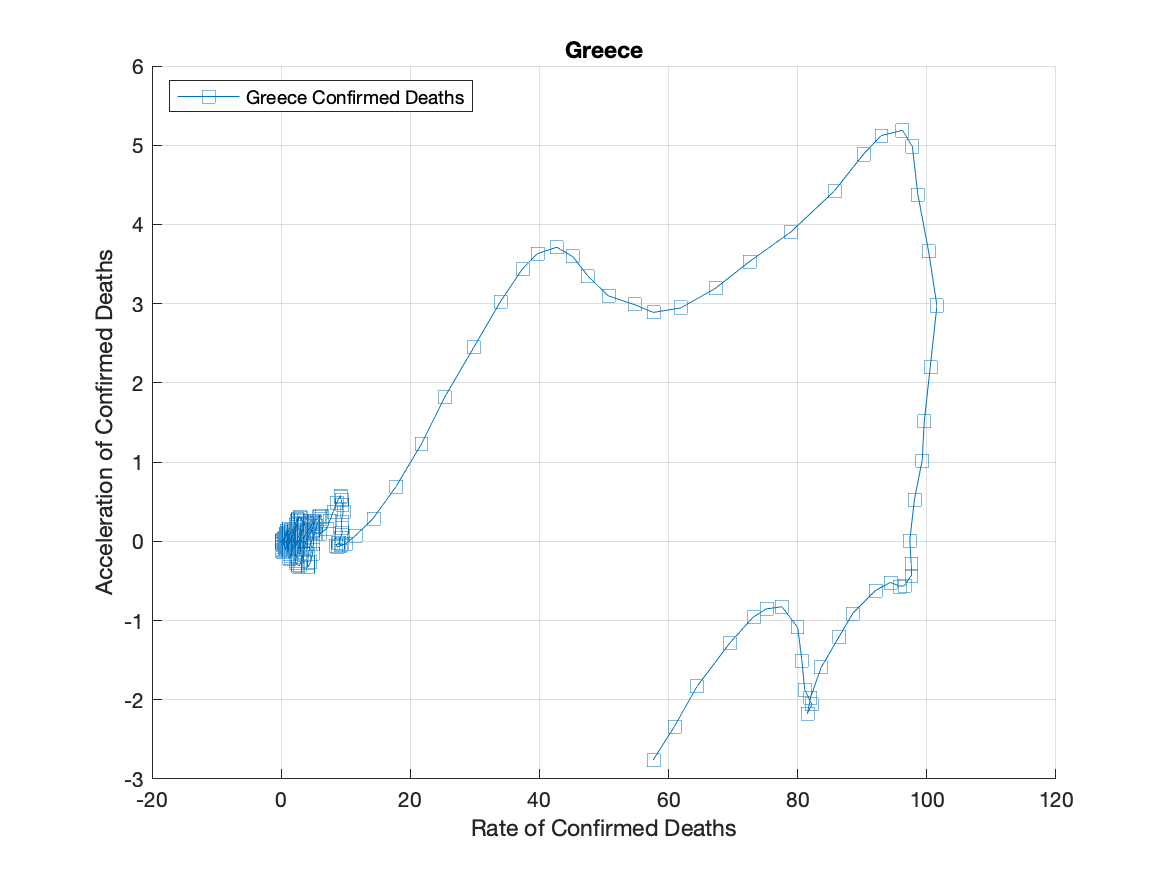 Greece
Greece Confirmed Deaths
6
5
4
3
2
1
0
-1
-2
-3
Acceleration of Confirmed Deaths
-20 0 20 40 60 80 100 120
Rate of Confirmed Deaths